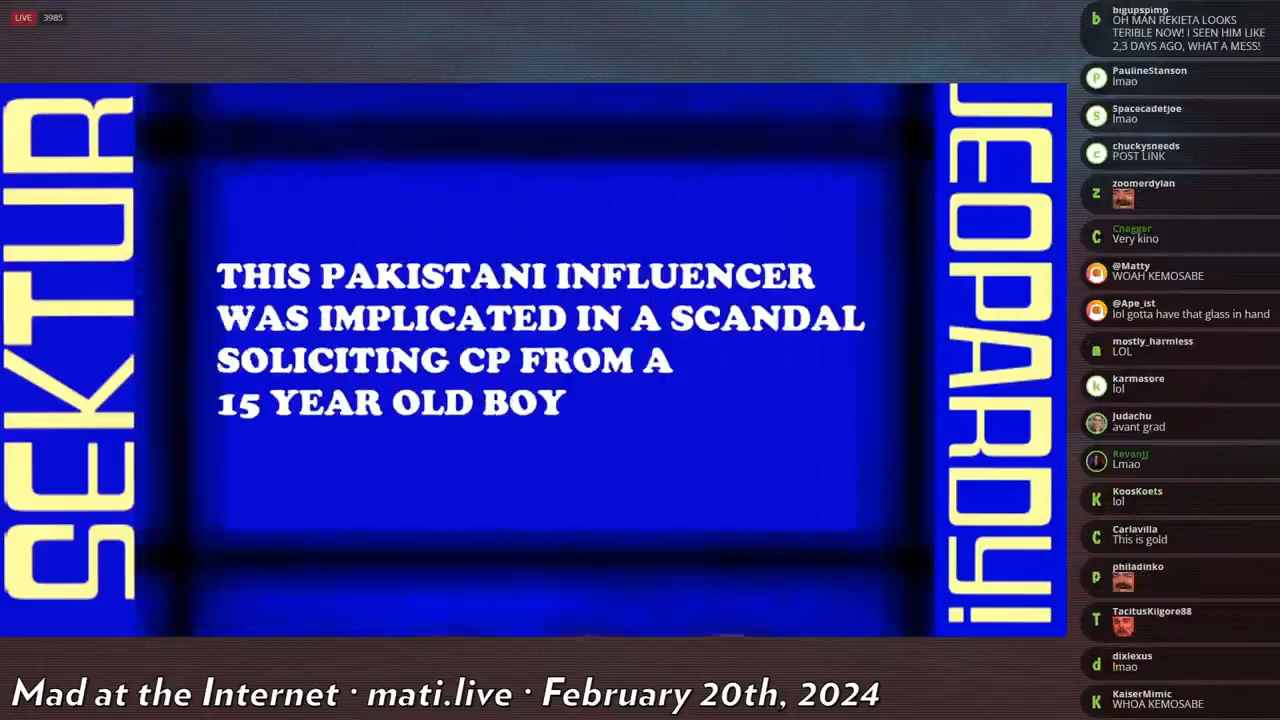 LIVE 3985
SEKTUR
THIS PAKISTANI INFLUENCER
WAS IMPLICATED IN A SCANDAL
SOLICITING CP FROM A
15 YEAR OLD BOY
JEOPARDY!
b bigupspimp
OH MAN REKIETA LOOKS
TERIBLE NOW! I SEEN HIM LIKE
2,3 DAYS AGO, WHAT A MESS!
P PaulineStanson
lmao
S Spacecadetjoe
lmao
c chuckysneeds
POST LINK
z zoomerdylan
C Chagger
Very kino
@Matty
WOAH KEMOSABE
@Ape_ist
lol gotta have that glass in hand
m mostly_harmless
LOL
k karmasore
lol
Judachu
avant grad
RevanJJ
Lmao
K KoosKoets
lol
C Carlavilla
This is gold
p philadinko
T TacitusKilgore88
d dixlexus
lmao
K KaiserMimic
WHOA KEMOSABE
Mad at the Internet · mati.live · February 20th, 2024